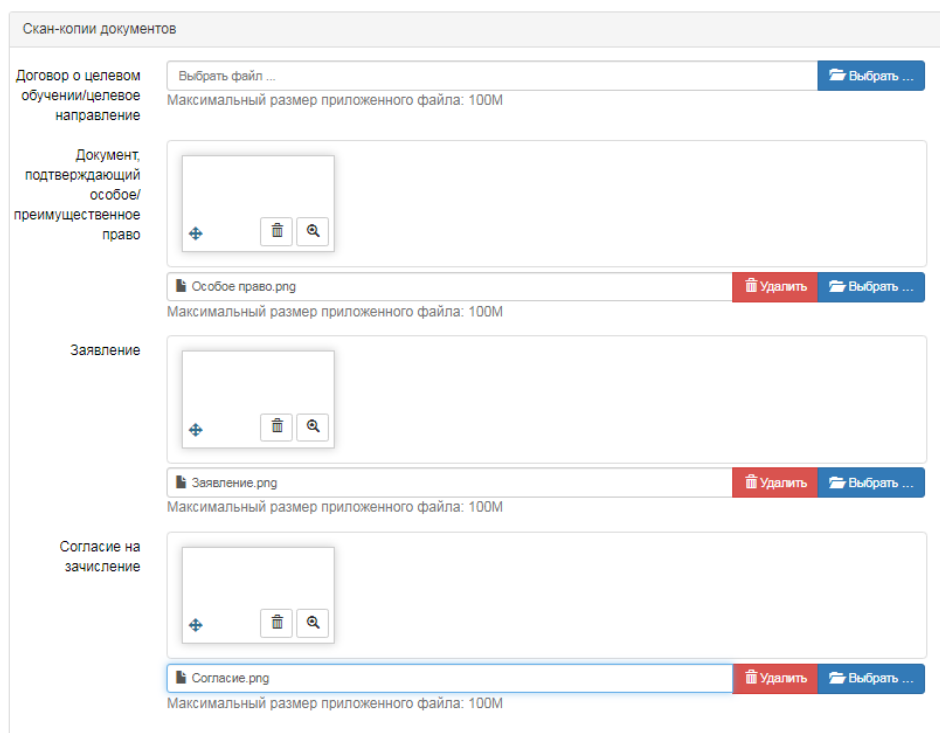 Скан-копии документов
Договор о целевом
обучении/целевое
направление
Выбрать файл ...
Выбрать ...
Максимальный размер приложенного файла: 100M
Документ,
подтверждающий
особое/
преимущественное
право
Особое право.png
Удалить
Выбрать ...
Максимальный размер приложенного файла: 100M
Заявление
Заявление.png
Удалить
Выбрать ...
Максимальный размер приложенного файла: 100M
Согласие на
зачисление
Согласие.png
Удалить
Выбрать ...
Максимальный размер приложенного файла: 100M